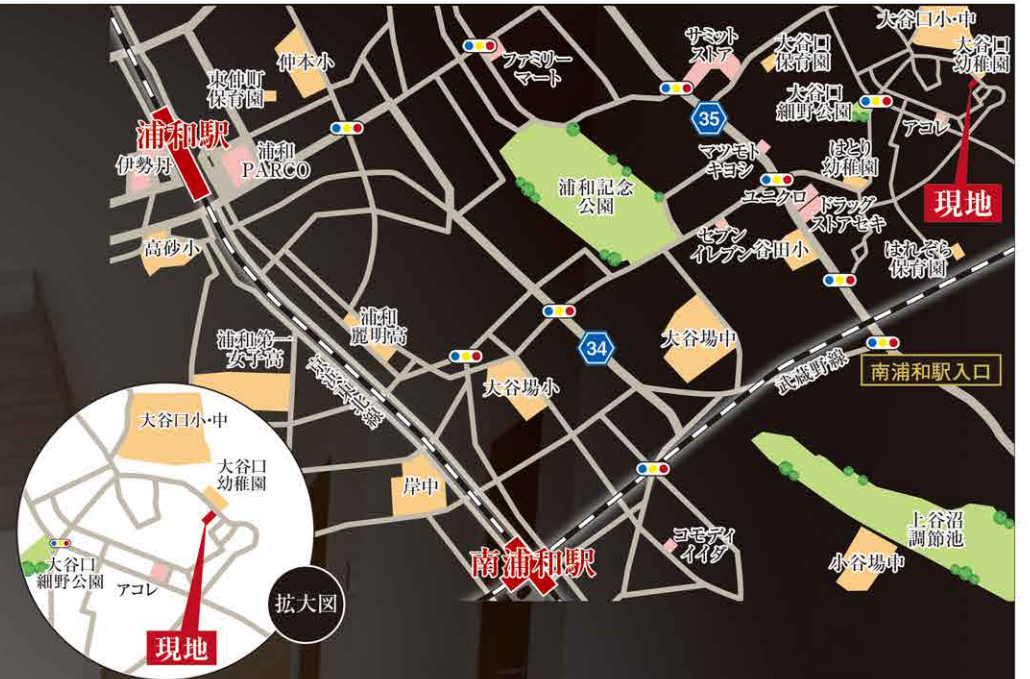 仲本小
東仲町
保育園
浦和駅
伊勢丹
浦和
PARCO
高砂小
ファミリー
マート
サミット
ストア
大谷口
保育園
大谷口小・中
大谷口
幼稚園
大谷口
細野公園
アコレ
35
マツモト
キヨシ
はとり
幼稚園
ユニクロ
現地
浦和記念
公園
ドラッグ
ストアセキ
セブン
イレブン
谷田小
はれぞら
保育園
浦和
麗明高
浦和第一
女子高
京浜東北線
34
大谷場中
大谷場小
武蔵野線
南浦和駅入口
岸中
上谷沼
調節池
コモディ
イイダ
小谷場中
南浦和駅
大谷口小・中
大谷口
幼稚園
大谷口
細野公園
アコレ
現地
拡大図